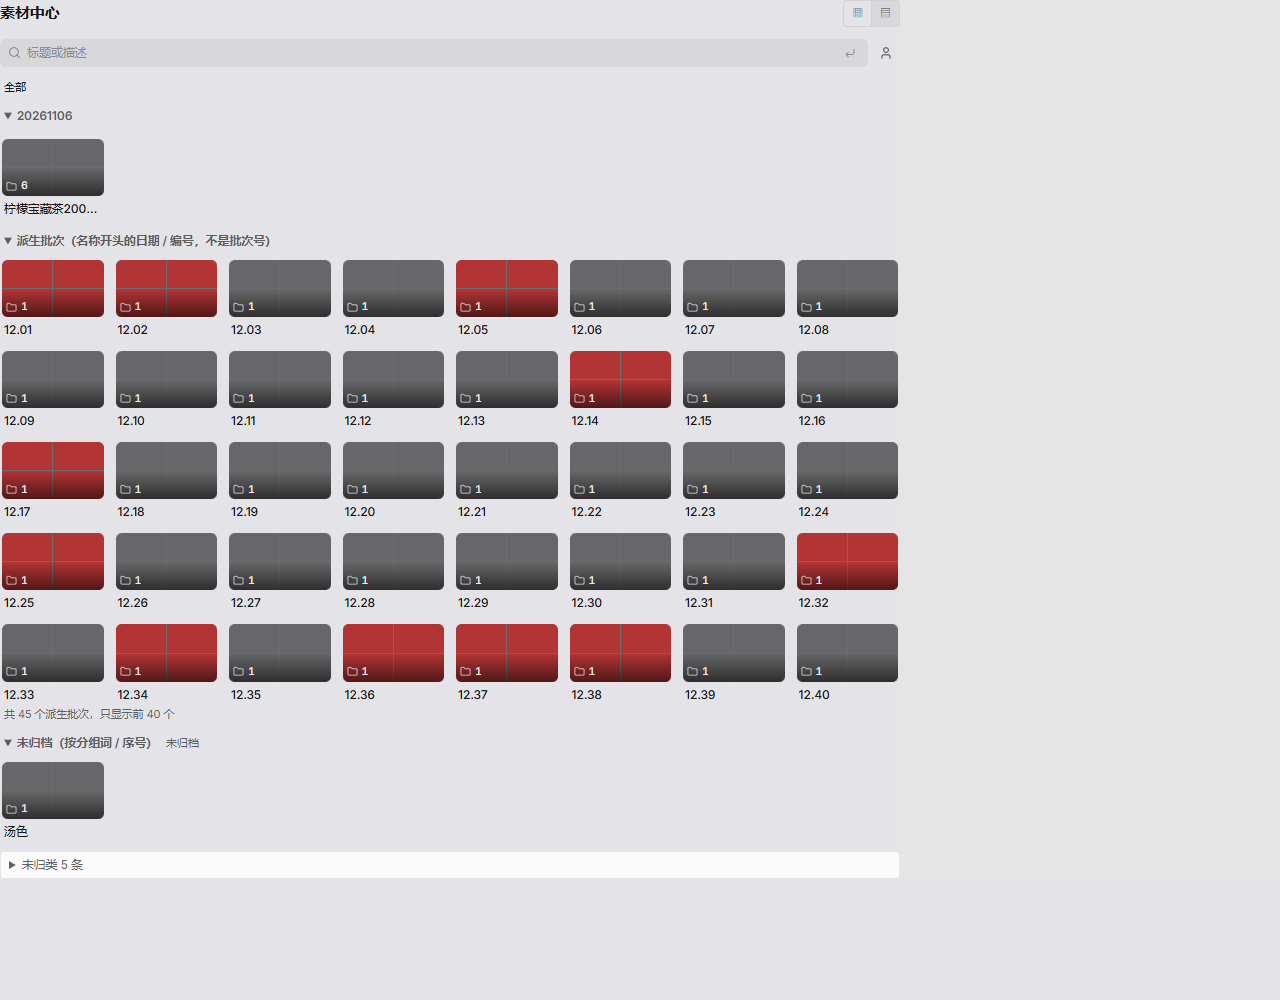 素材中心
标题或描述
全部
20261106
6
柠檬宝藏茶200...
派生批次（名称开头的日期 / 编号，不是批次号）
1 1 1 1 1 1 1 1
12.01 12.02 12.03 12.04 12.05 12.06 12.07 12.08
1 1 1 1 1 1 1 1
12.09 12.10 12.11 12.12 12.13 12.14 12.15 12.16
1 1 1 1 1 1 1 1
12.17 12.18 12.19 12.20 12.21 12.22 12.23 12.24
1 1 1 1 1 1 1 1
12.25 12.26 12.27 12.28 12.29 12.30 12.31 12.32
1 1 1 1 1 1 1 1
12.33 12.34 12.35 12.36 12.37 12.38 12.39 12.40
共 45 个派生批次，只显示前 40 个
未归档（按分组词 / 序号） 未归档
1
汤色
未归类 5 条